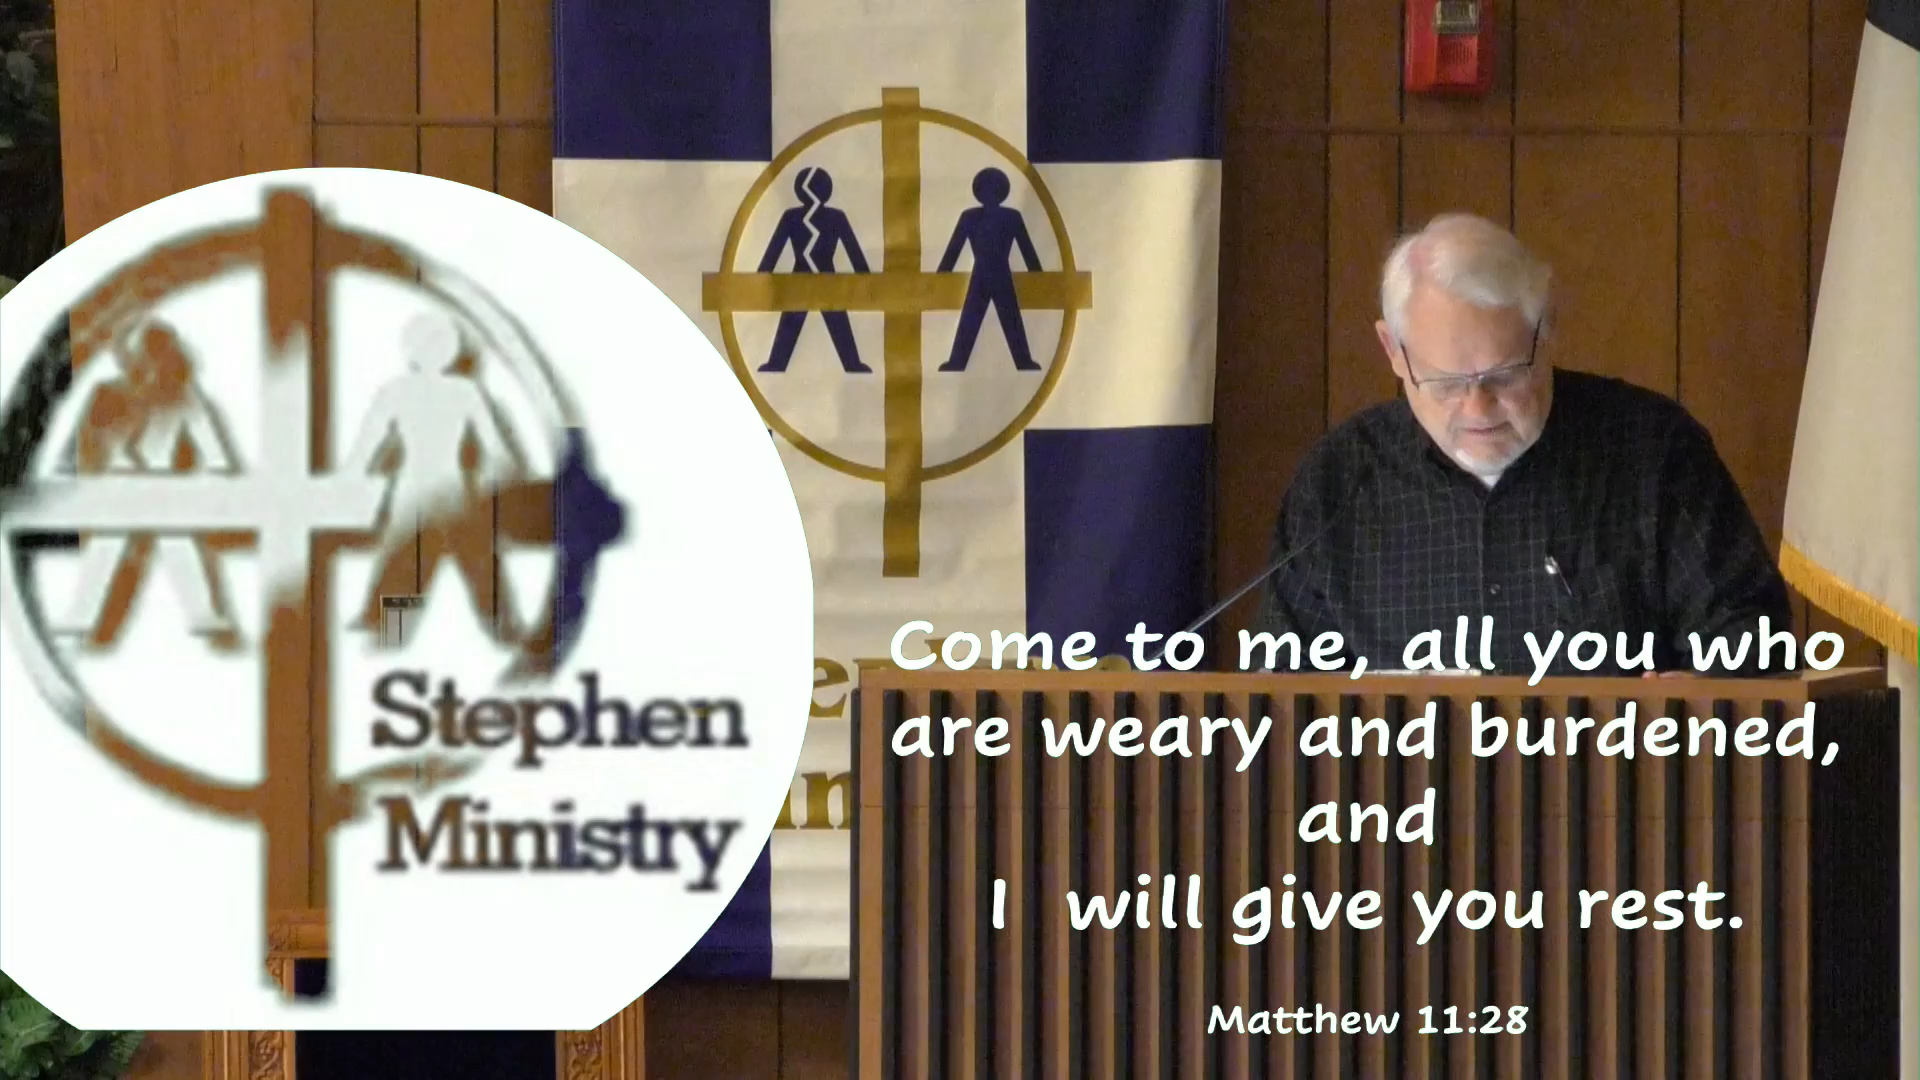 Stephen
Ministry
Come to me, all you who
are weary and burdened,
and
I will give you rest.
Matthew 11:28